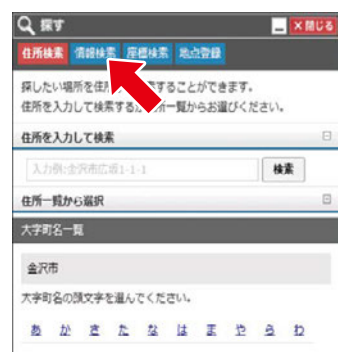 探す
×閉じる
住所検索 情報検索 座標検索 地点登録
探したい場所を住 することができます。
住所を入力して検索する 一覧からお選びください。
住所を入力して検索
入力例:金沢市広坂1-1-1 検索
住所一覧から選択
大字町名一覧
金沢市
大字町名の頭文字を選んでください。
あ か さ た な は ま や ら わ